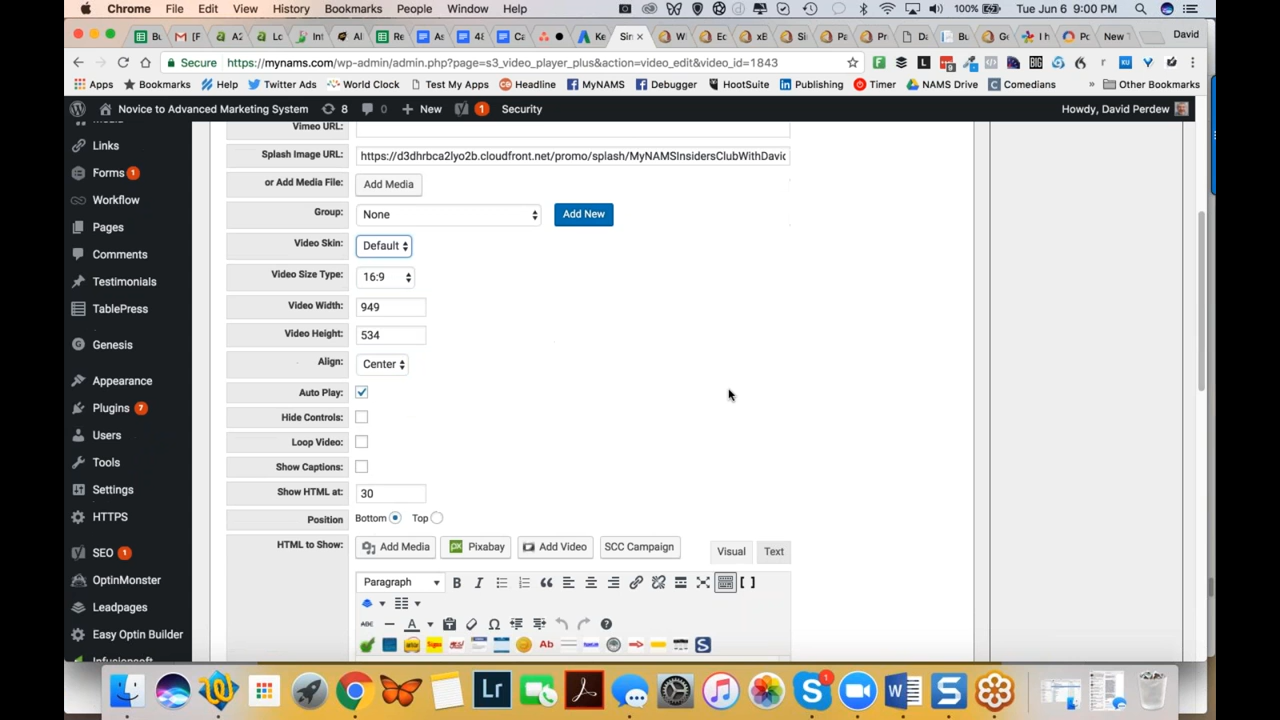 Chrome File Edit View History Bookmarks People Window Help 100% Tue Jun 6 9:00 PM
Sin David
Secure https://mynams.com/wp-admin/admin.php?page=s3_video_player_plus&action=video_edit&video_id=1843
Apps Bookmarks Help Twitter Ads World Clock Test My Apps Headline MyNAMS Debugger HootSuite Publishing Timer NAMS Drive Comedians » Other Bookmarks
Novice to Advanced Marketing System 8 0 New 1 Security Howdy, David Perdew
Links
Forms 1
Workflow
Pages
Comments
Testimonials
TablePress
Genesis
Appearance
Plugins 7
Users
Tools
Settings
HTTPS
SEO 1
OptinMonster
Leadpages
Easy Optin Builder
Infusionsoft
Vimeo URL:
Splash Image URL: https://d3dhrbca2lyo2b.cloudfront.net/promo/splash/MyNAMSInsidersClubWithDavid
or Add Media File: Add Media
Group: None Add New
Video Skin: Default
Video Size Type: 16:9
Video Width: 949
Video Height: 534
Align: Center
Auto Play:
Hide Controls:
Loop Video:
Show Captions:
Show HTML at: 30
Position Bottom Top
HTML to Show: Add Media Pixabay Add Video SCC Campaign Visual Text
Paragraph B I
ABC A Ω
Ab S
Lr W S